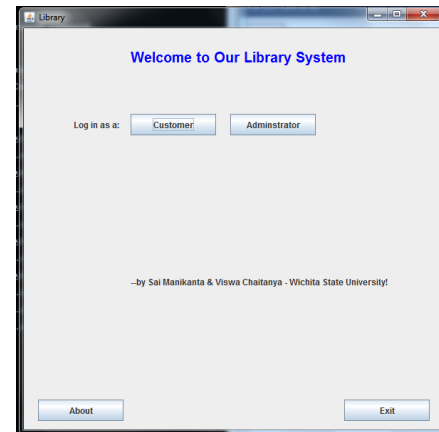 Library
Welcome to Our Library System
Log in as a: Customer Adminstrator
--by Sai Manikanta & Viswa Chaitanya - Wichita State University!
About Exit